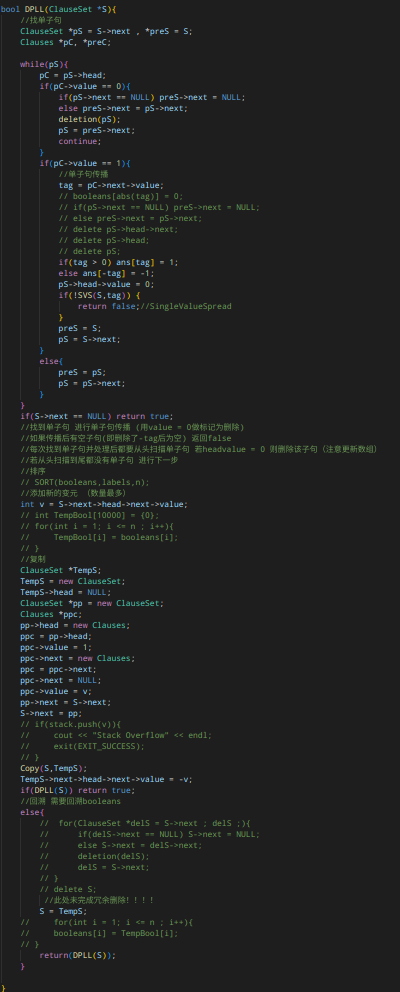 bool DPLL(ClauseSet *S){
    //找单子句
    ClauseSet *pS = S->next , *preS = S;
    Clauses *pC, *preC;

    while(pS){
        pC = pS->head;
        if(pC->value == 0){
            if(pS->next == NULL) preS->next = NULL;
            else preS->next = pS->next;
            deletion(pS);
            pS = preS->next;
            continue;
        }
        if(pC->value == 1){
            //单子句传播
            tag = pC->next->value;
            // booleans[abs(tag)] = 0;
            // if(pS->next == NULL) preS->next = NULL;
            // else preS->next = pS->next;
            // delete pS->head->next;
            // delete pS->head;
            // delete pS;
            if(tag > 0) ans[tag] = 1;
            else ans[-tag] = -1;
            pS->head->value = 0;
            if(!SVS(S,tag)) {
                return false;//SingleValueSpread
            }
            preS = S;
            pS = S->next;
        }
        else{
            preS = pS;
            pS = pS->next;
        }
    }
    if(S->next == NULL) return true;
    //找到单子句 进行单子句传播 (用value = 0做标记为删除)
    //如果传播后有空子句(即删除了-tag后为空) 返回false
    //每次找到单子句并处理后都要从头扫描单子句 若headvalue = 0 则删除该子句（注意更新数组）
    //若从头扫描到尾都没有单子句 进行下一步
    //排序
    // SORT(booleans,labels,n);
    //添加新的变元 （数量最多）
    int v = S->next->head->next->value;
    // int TempBool[10000] = {0};
    // for(int i = 1; i <= n ; i++){
    //     TempBool[i] = booleans[i];
    // }
    //复制
    ClauseSet *TempS;
    TempS = new ClauseSet;
    TempS->head = NULL;
    ClauseSet *pp = new ClauseSet;
    Clauses *ppc;
    pp->head = new Clauses;
    ppc = pp->head;
    ppc->value = 1;
    ppc->next = new Clauses;
    ppc = ppc->next;
    ppc->next = NULL;
    ppc->value = v;
    pp->next = S->next;
    S->next = pp;
    // if(stack.push(v)){
    //     cout << "Stack Overflow" << endl;
    //     exit(EXIT_SUCCESS);
    // }
    Copy(S,TempS);
    TempS->next->head->next->value = -v;
    if(DPLL(S)) return true;
    //回溯 需要回溯booleans
    else{
        //  for(ClauseSet *delS = S->next ; delS ;){
        //      if(delS->next == NULL) S->next = NULL;
        //      else S->next = delS->next;
        //      deletion(delS);
        //      delS = S->next;
        // }
        // delete S;
         //此处未完成冗余删除！！！！
        S = TempS;
    //     for(int i = 1; i <= n ; i++){
    //     booleans[i] = TempBool[i];
    // }
        return(DPLL(S));
    }

}